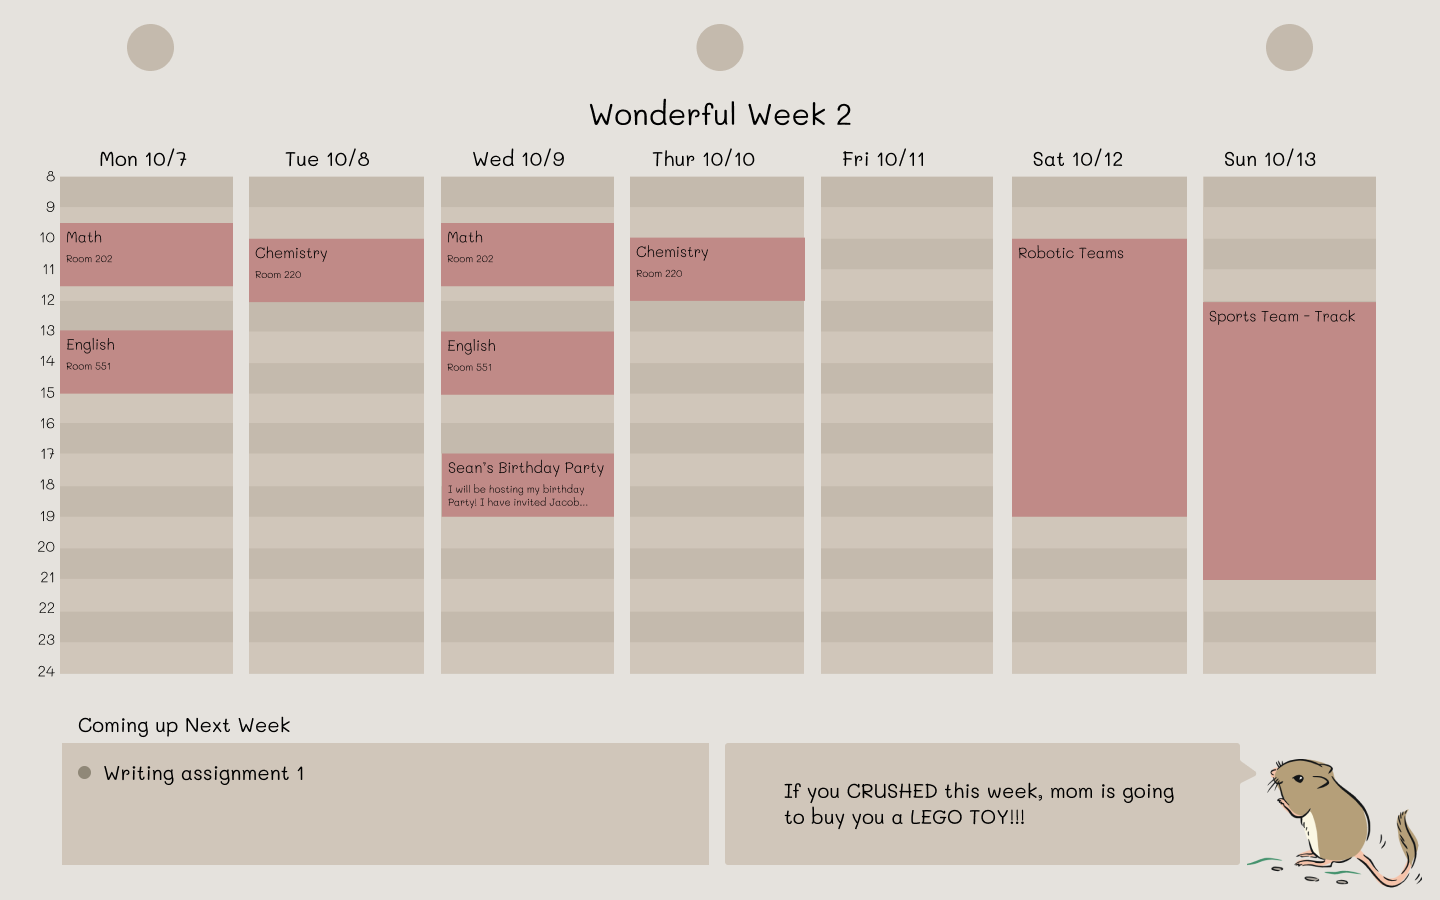 Wonderful Week 2
Mon 10/7
Tue 10/8
Wed 10/9
Thur 10/10
Fri 10/11
Sat 10/12
Sun 10/13
8
9
10
11
12
13
14
15
16
17
18
19
20
21
22
23
24
Math
Room 202
English
Room 551
Chemistry
Room 220
Math
Room 202
English
Room 551
Sean's Birthday Party
I will be hosting my birthday
Party! I have invited Jacob...
Chemistry
Room 220
Robotic Teams
Sports Team - Track
Coming up Next Week
Writing assignment 1
If you CRUSHED this week, mom is going
to buy you a LEGO TOY!!!